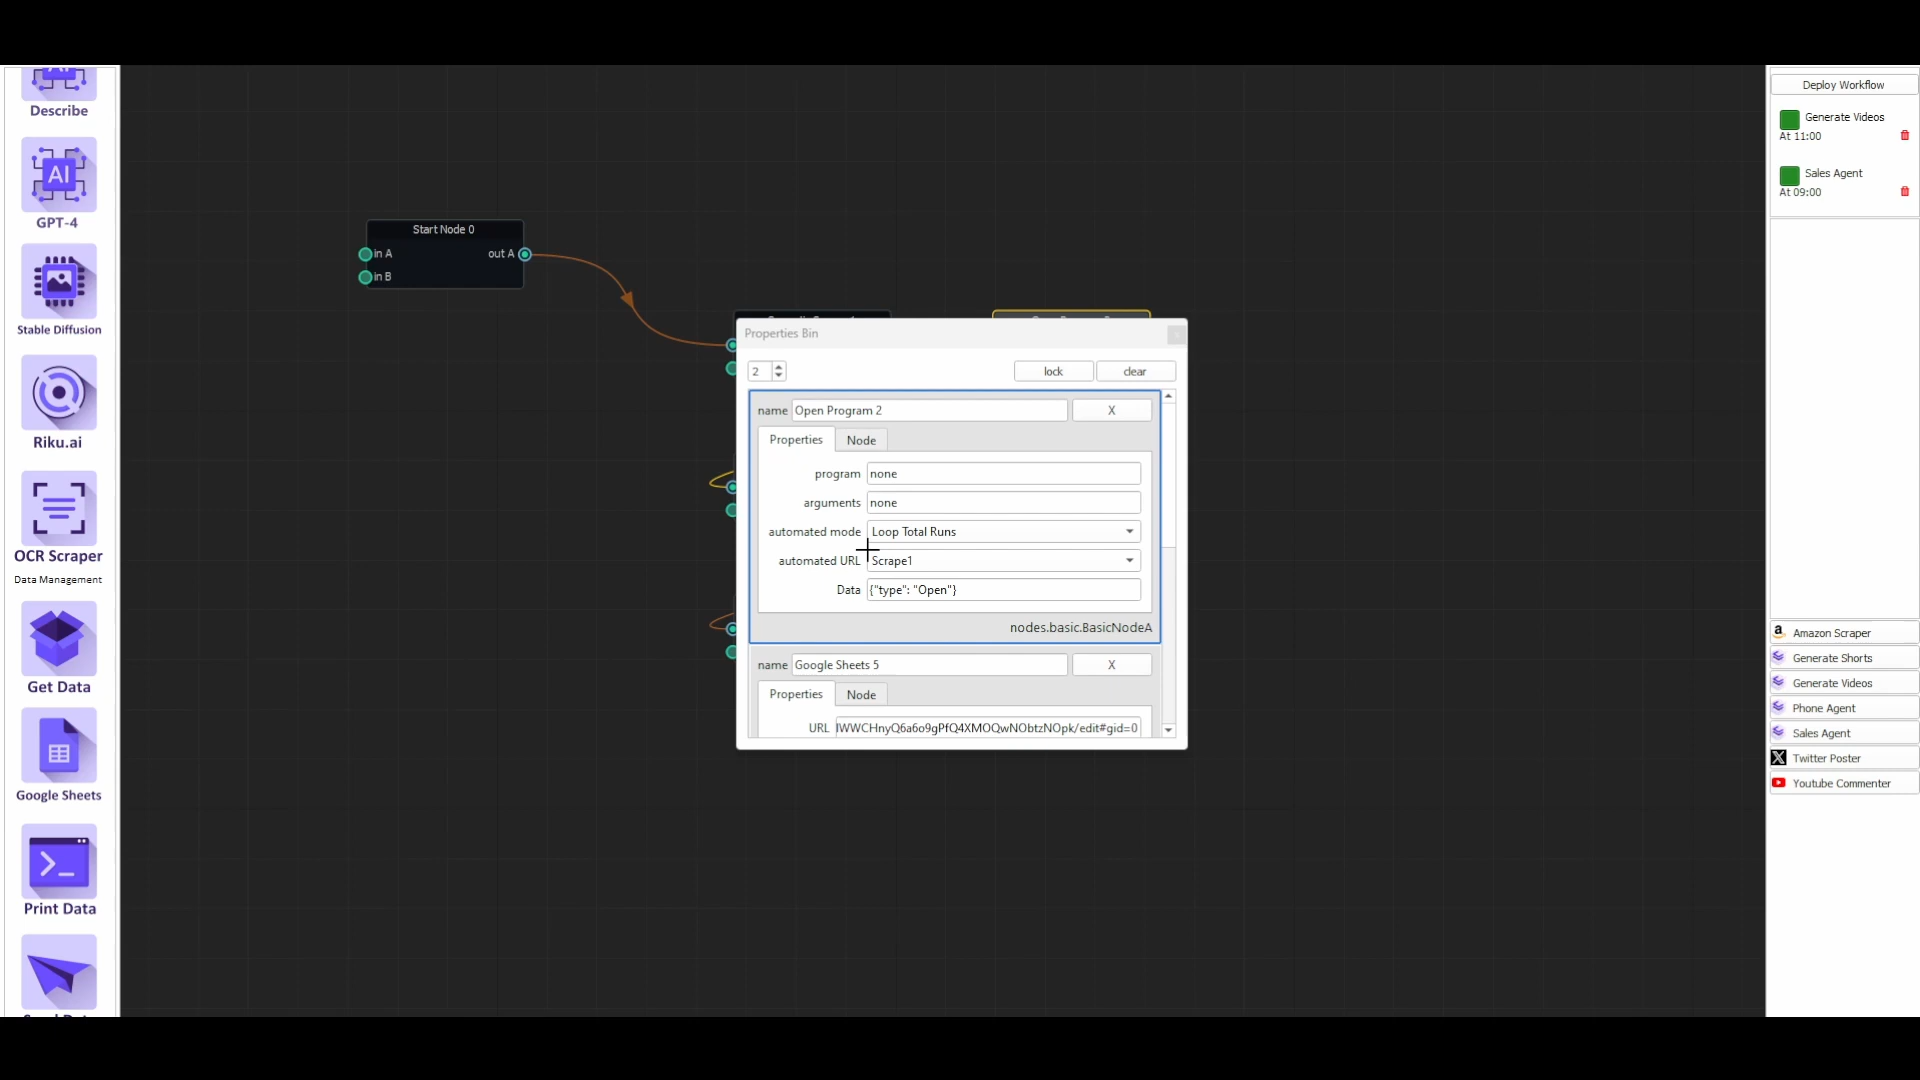 Describe
AI
GPT-4
Stable Diffusion
Riku.ai
OCR Scraper
Data Management
Get Data
Google Sheets
Print Data
Start Node 0
in A
out A
in B
Properties Bin
2
lock
clear
name Open Program 2 X
Properties Node
program none
arguments none
automated mode Loop Total Runs
automated URL Scrape1
Data {"type": "Open"}
nodes.basic.BasicNodeA
name Google Sheets 5 X
Properties Node
URL IWWCHnyQ6a6o9gPfQ4XMOQwNObtzNOpk/edit#gid=0
Deploy Workflow
Generate Videos
At 11:00
Sales Agent
At 09:00
Amazon Scraper
Generate Shorts
Generate Videos
Phone Agent
Sales Agent
Twitter Poster
Youtube Commenter